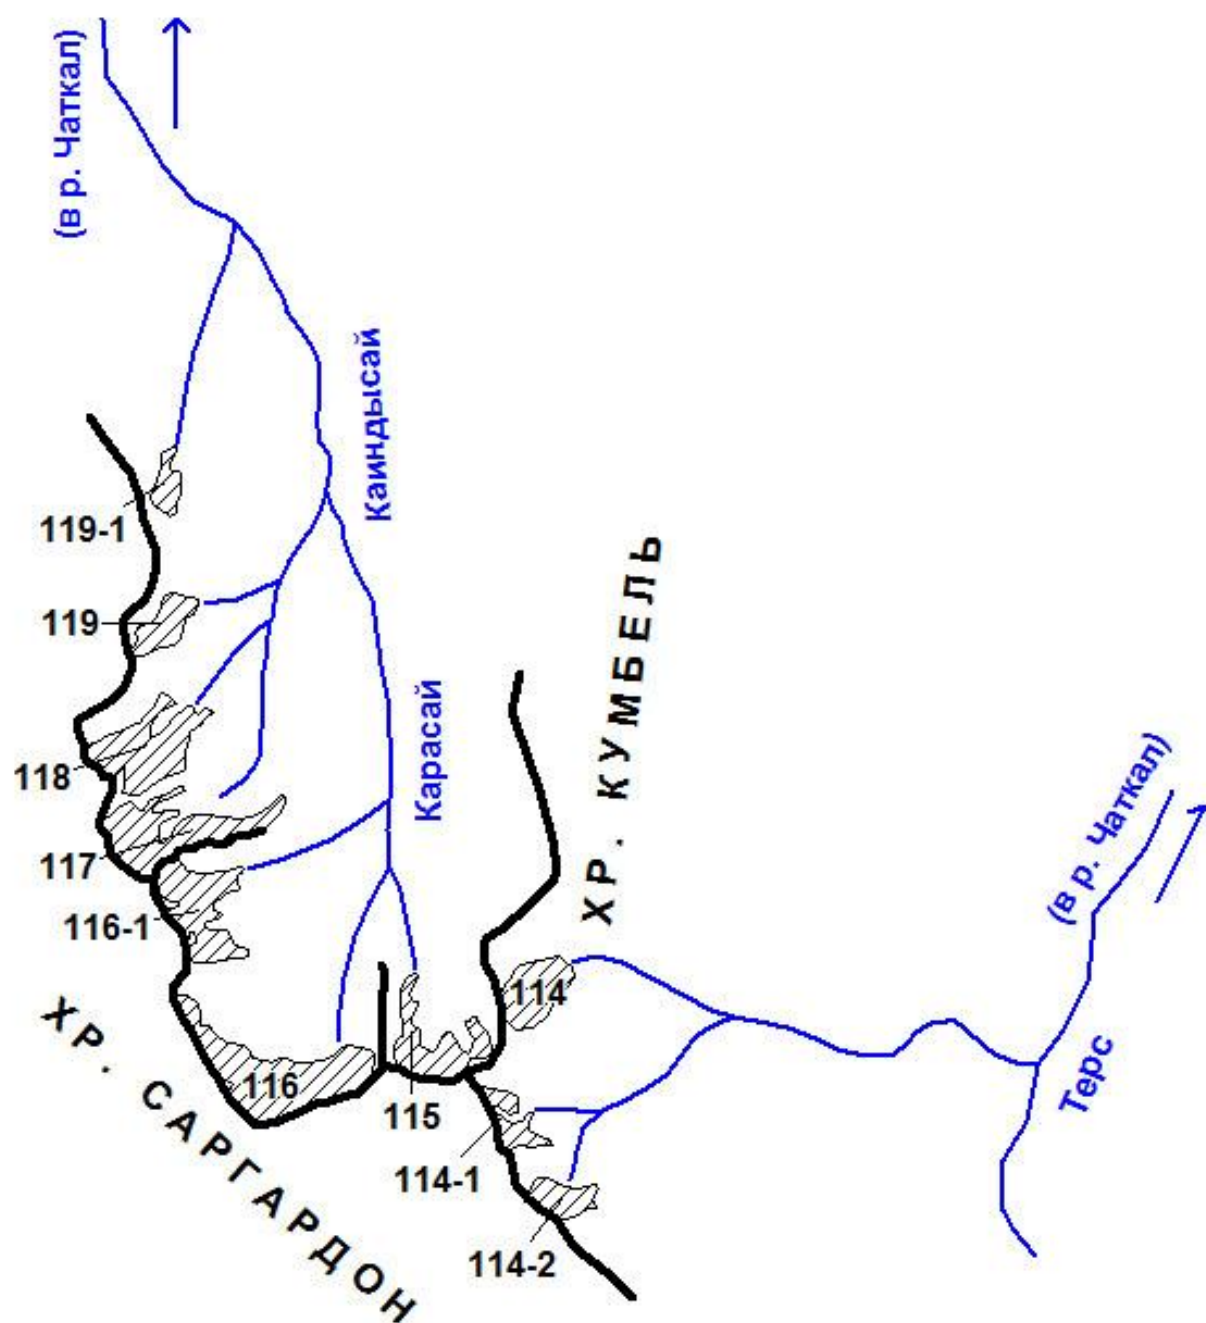 (в р. Чаткал)
Каиндысай
119-1
119
ХР. КУМБЕЛЬ
Карасай
118
(в р. Чаткал)
117
116-1
114
ХР. САРГАРДОН
116
Терс
115
114-1
114-2